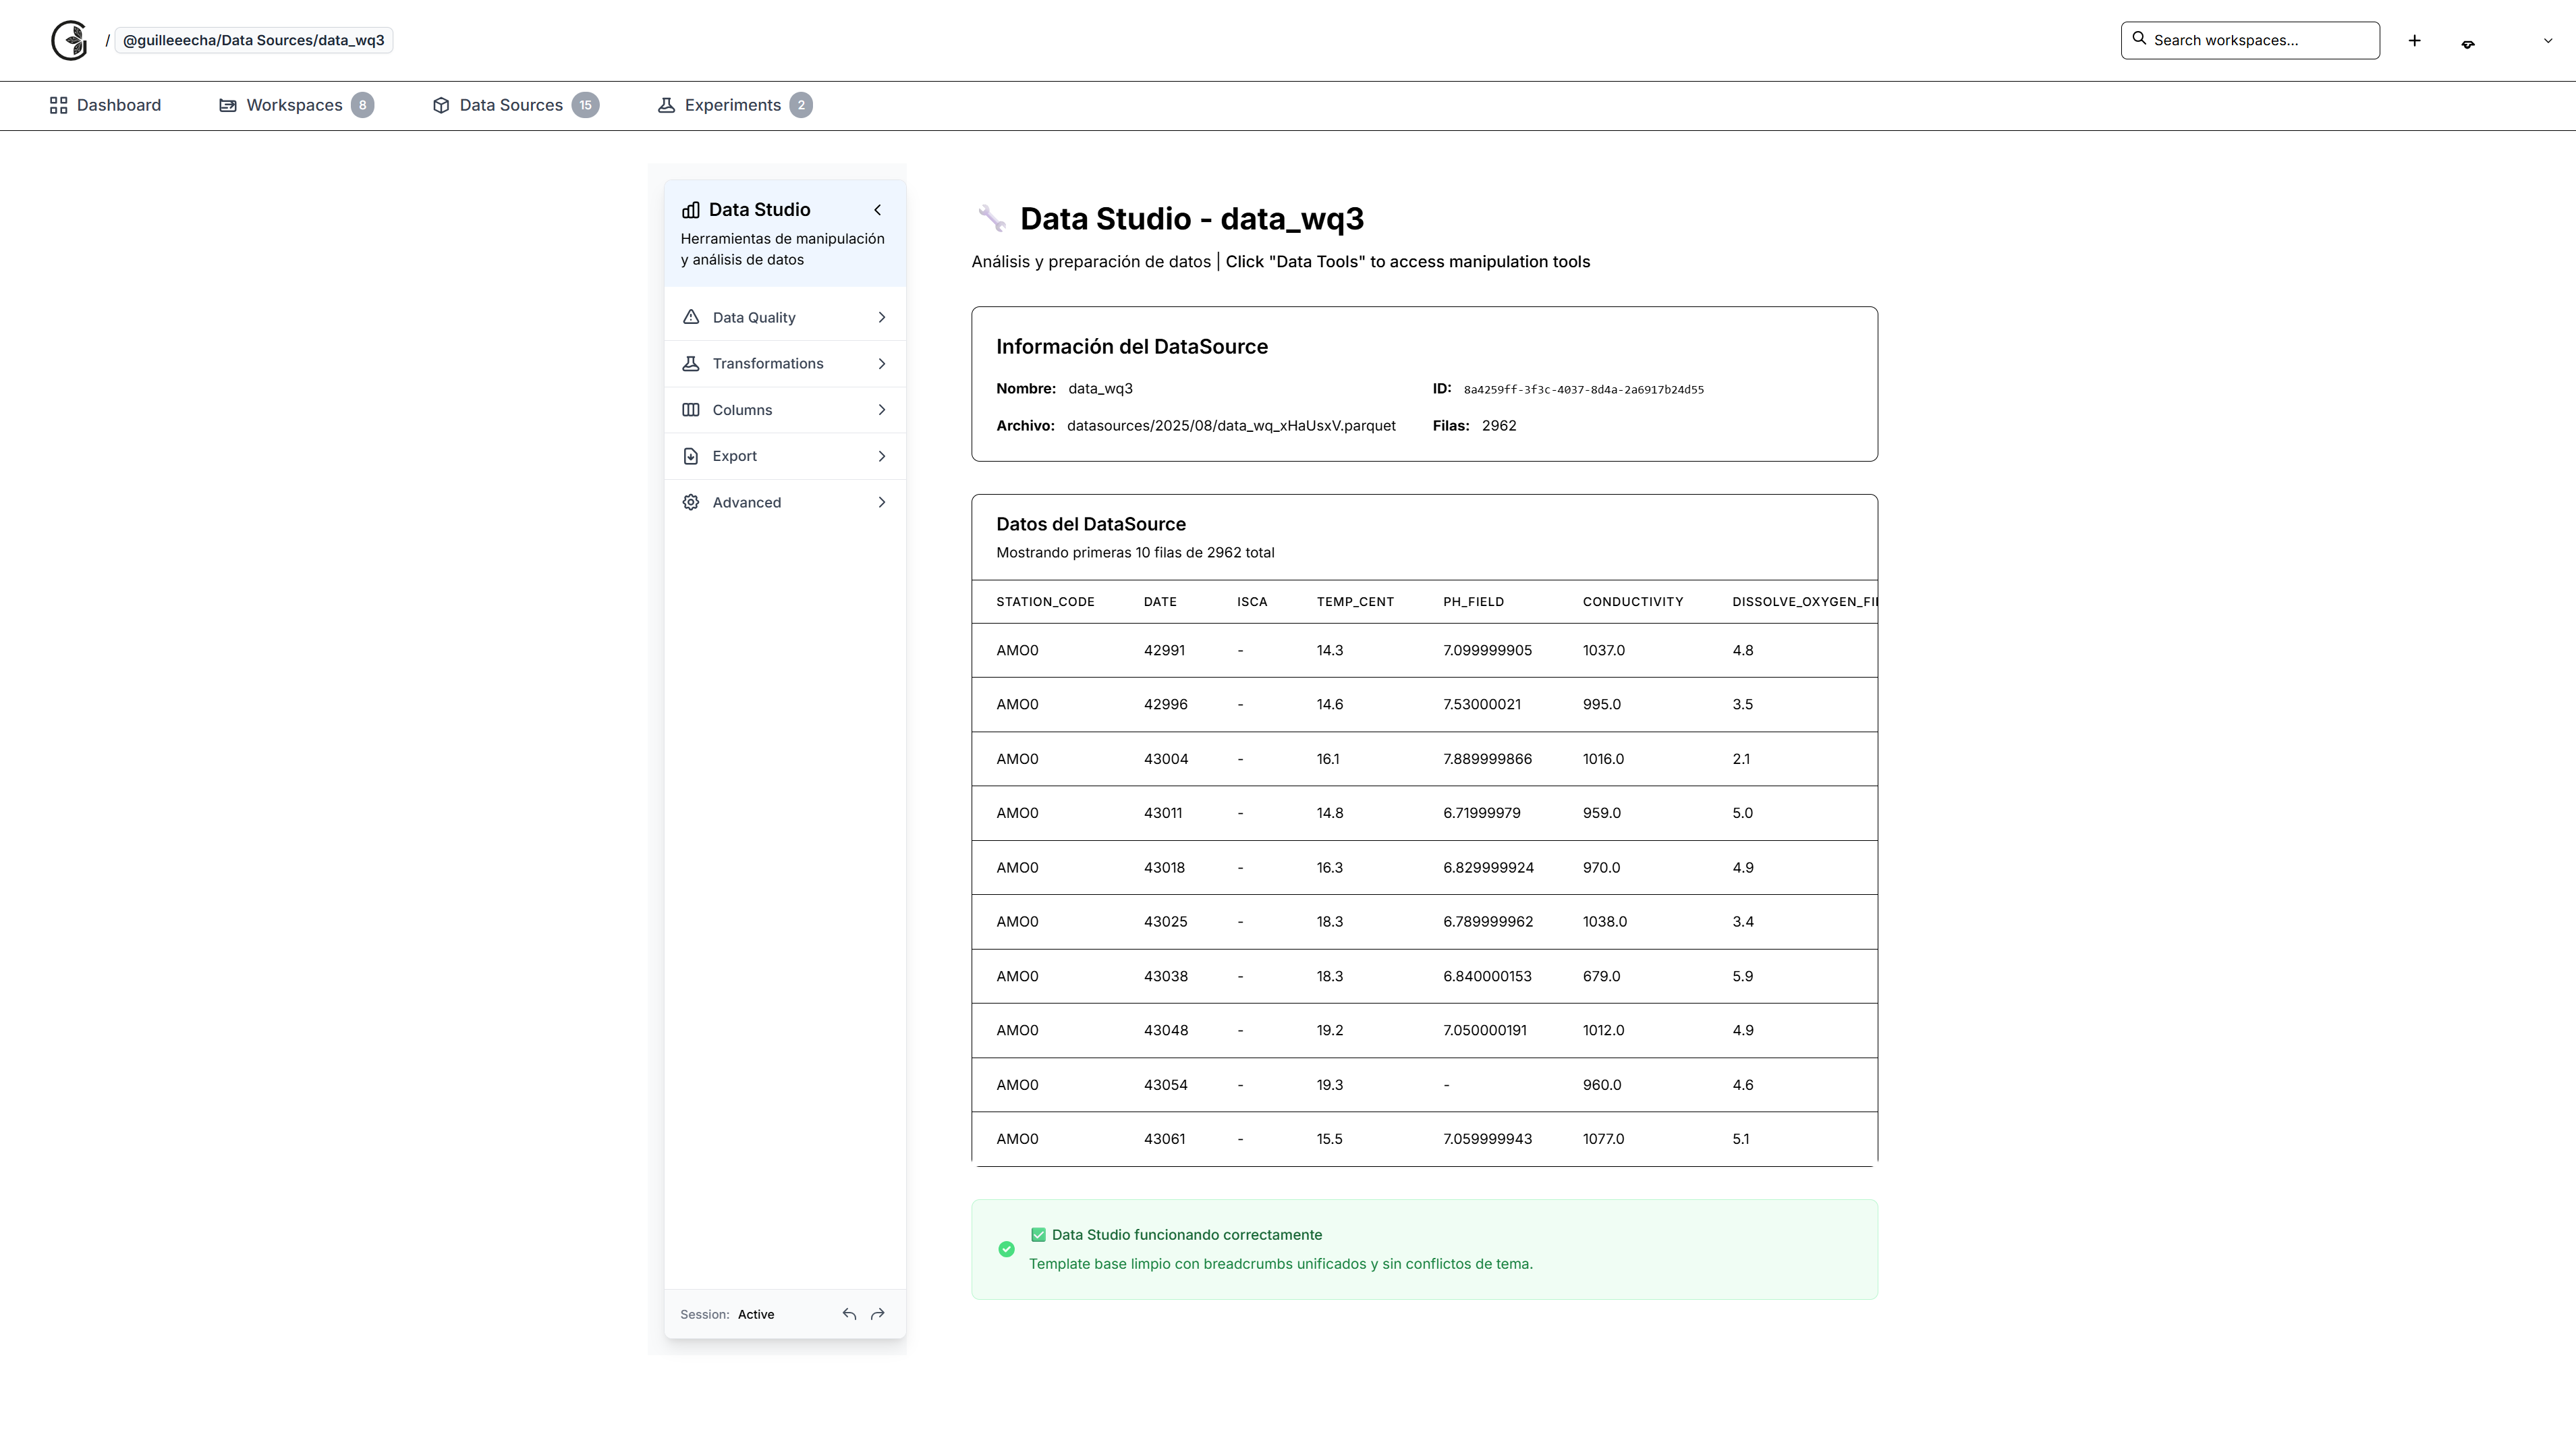 / @guilleeecha/Data Sources/data_wq3
Search workspaces...
Dashboard Workspaces 8 Data Sources 15 Experiments 2
Data Studio
Herramientas de manipulación
y análisis de datos
Data Quality
Transformations
Columns
Export
Advanced
Session: Active
Data Studio - data_wq3
Análisis y preparación de datos | Click "Data Tools" to access manipulation tools
Información del DataSource
Nombre: data_wq3 ID: 8a4259ff-3f3c-4037-8d4a-2a6917b24d55
Archivo: datasources/2025/08/data_wq_xHaUsxV.parquet Filas: 2962
Datos del DataSource
Mostrando primeras 10 filas de 2962 total
STATION_CODE DATE ISCA TEMP_CENT PH_FIELD CONDUCTIVITY DISSOLVE_OXYGEN_FI
AMO0 42991 - 14.3 7.099999905 1037.0 4.8
AMO0 42996 - 14.6 7.53000021 995.0 3.5
AMO0 43004 - 16.1 7.889999866 1016.0 2.1
AMO0 43011 - 14.8 6.71999979 959.0 5.0
AMO0 43018 - 16.3 6.829999924 970.0 4.9
AMO0 43025 - 18.3 6.789999962 1038.0 3.4
AMO0 43038 - 18.3 6.840000153 679.0 5.9
AMO0 43048 - 19.2 7.050000191 1012.0 4.9
AMO0 43054 - 19.3 - 960.0 4.6
AMO0 43061 - 15.5 7.059999943 1077.0 5.1
✅ Data Studio funcionando correctamente
Template base limpio con breadcrumbs unificados y sin conflictos de tema.